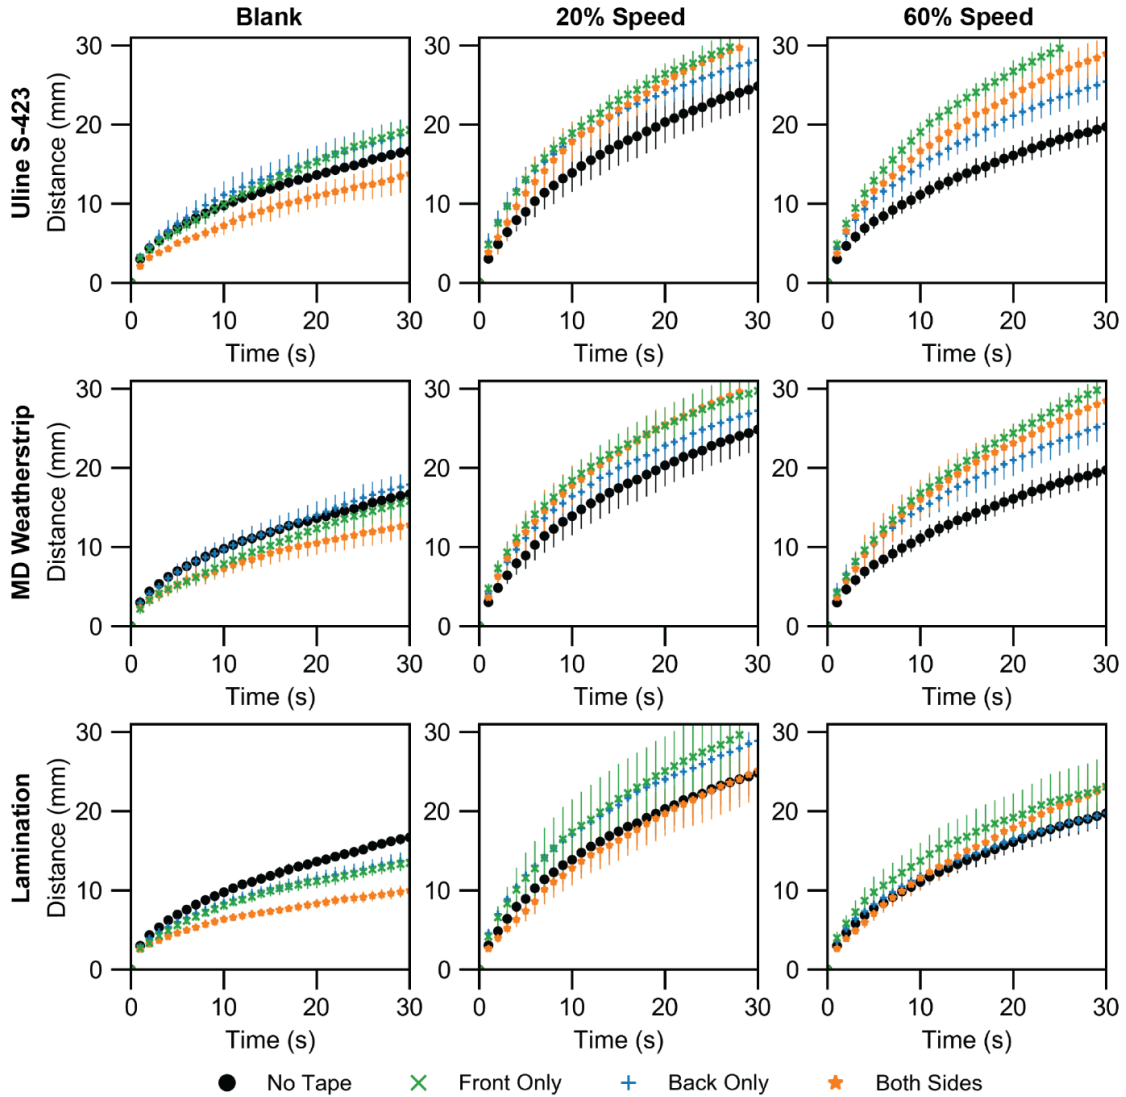 Blank 20% Speed 60% Speed
Uline S-423
Distance (mm)
30 30 30
20 20 20
10 10 10
0 0 0
0 10 20 30 0 10 20 30 0 10 20 30
Time (s) Time (s) Time (s)
MD Weatherstrip
Distance (mm)
30 30 30
20 20 20
10 10 10
0 0 0
0 10 20 30 0 10 20 30 0 10 20 30
Time (s) Time (s) Time (s)
Lamination
Distance (mm)
30 30 30
20 20 20
10 10 10
0 0 0
0 10 20 30 0 10 20 30 0 10 20 30
Time (s) Time (s) Time (s)
No Tape Front Only Back Only Both Sides